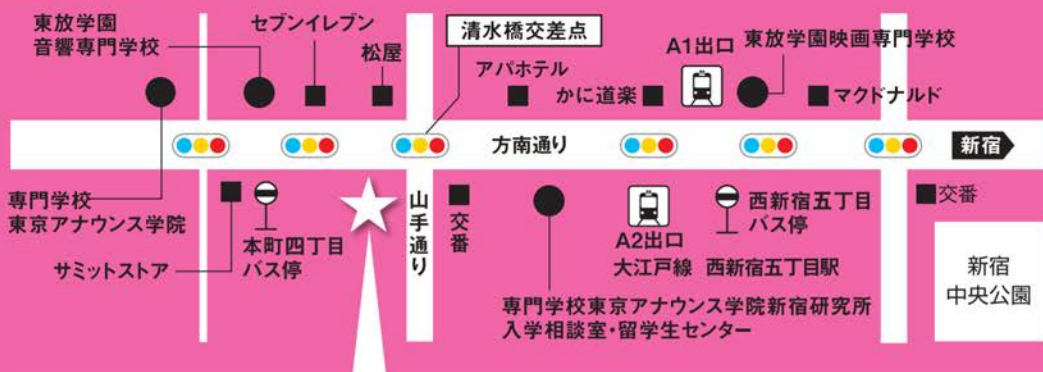 東放学園
音響専門学校
セブンイレブン
松屋
清水橋交差点
アパホテル
かに道楽
A1出口
東放学園映画専門学校
マクドナルド
方南通り
新宿
専門学校
東京アナウンス学院
サミットストア
本町四丁目
バス停
山手通り
交番
A2出口
大江戸線 西新宿五丁目駅
西新宿五丁目
バス停
専門学校東京アナウンス学院新宿研究所
入学相談室・留学生センター
交番
新宿
中央公園